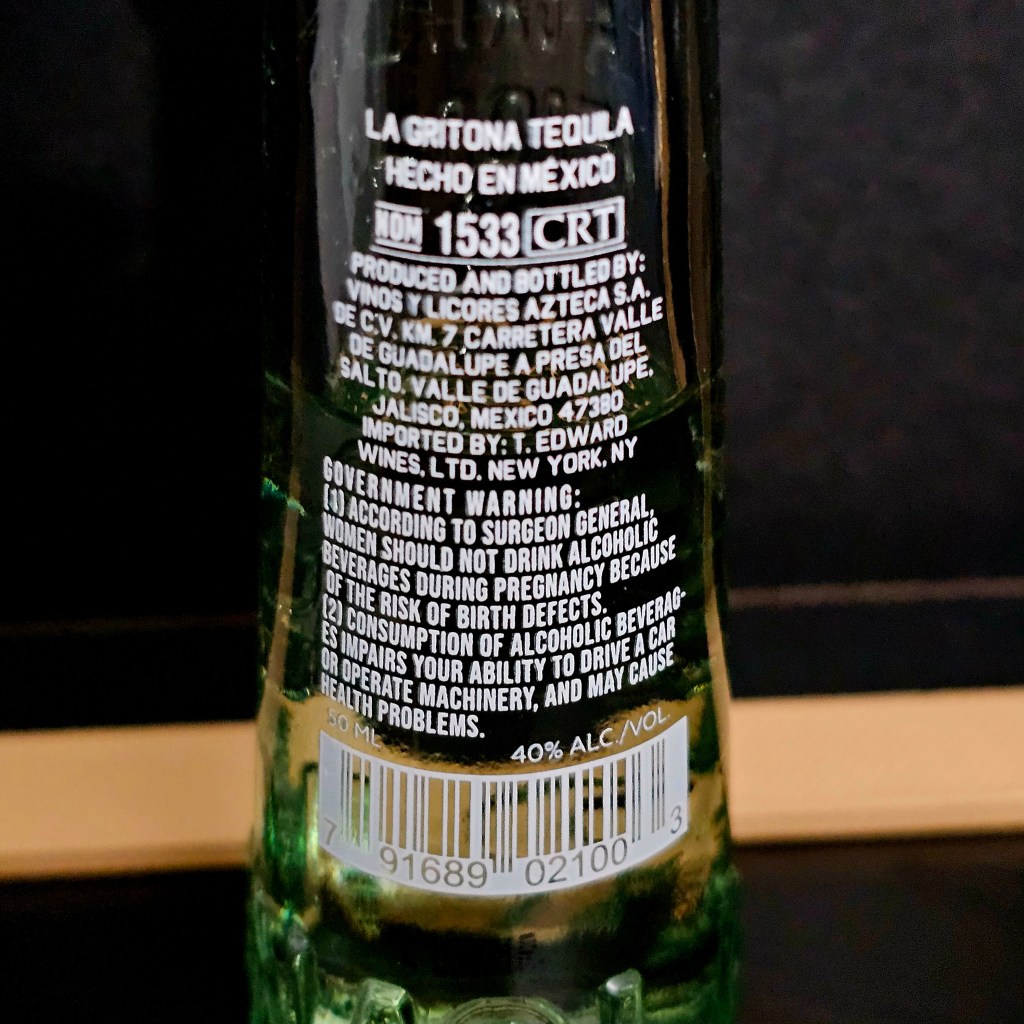 LA GRITONA TEQUILA
HECHO EN MÉXICO
NOM 1533 CRT
PRODUCED AND BOTTLED BY:
VINOS Y LICORES AZTECA S.A.
DE C.V. KM. 7 CARRETERA VALLE
DE GUADALUPE A PRESA DEL
SALTO. VALLE DE GUADALUPE.
JALISCO, MEXICO 47380
IMPORTED BY: T. EDWARD
WINES, LTD. NEW YORK, NY
GOVERNMENT WARNING:
(1) ACCORDING TO SURGEON GENERAL,
WOMEN SHOULD NOT DRINK ALCOHOLIC
BEVERAGES DURING PREGNANCY BECAUSE
OF THE RISK OF BIRTH DEFECTS.
(2) CONSUMPTION OF ALCOHOLIC BEVERAG-
ES IMPAIRS YOUR ABILITY TO DRIVE A CAR
OR OPERATE MACHINERY, AND MAY CAUSE
HEALTH PROBLEMS.
50 ML 40% ALC./VOL.
7 91689 02100 3